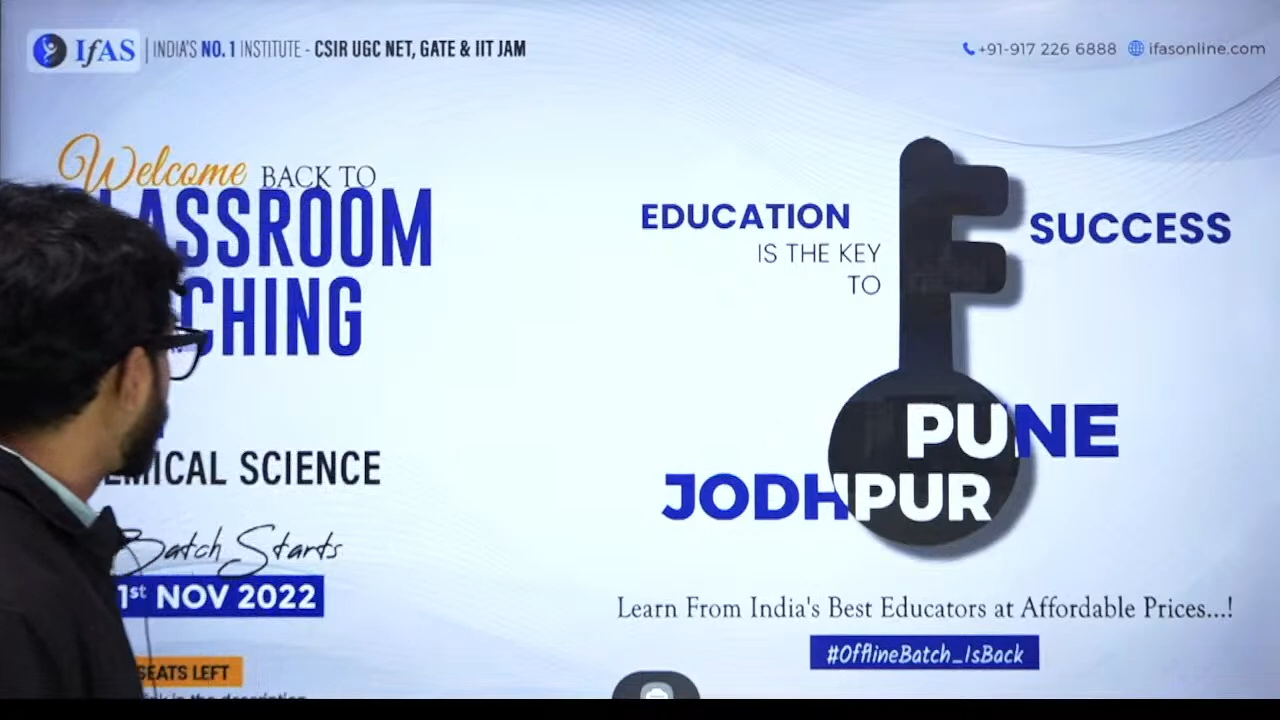 IfAS INDIA'S NO. 1 INSTITUTE - CSIR UGC NET, GATE & IIT JAM
+91-917 226 6888 ifasonline.com
Welcome BACK TO
LASSROOM
CHING
EDUCATION
IS THE KEY
TO
SUCCESS
MICAL SCIENCE
PUNE
JODHPUR
Batch Starts
1st NOV 2022
SEATS LEFT
Learn From India's Best Educators at Affordable Prices...!
#OfflineBatch_IsBack